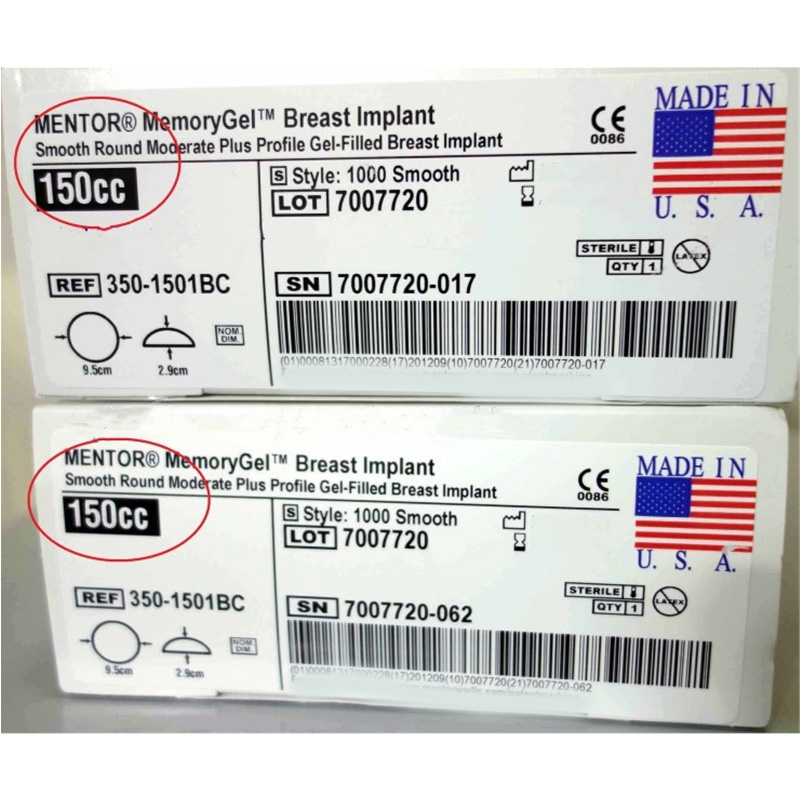 MENTOR® MemoryGel™ Breast Implant
Smooth Round Moderate Plus Profile Gel-Filled Breast Implant
CE 0086
MADE IN
U. S. A.
150cc
S Style: 1000 Smooth
LOT 7007720
STERILE
QTY 1
LATEX
REF 350-1501BC
SN 7007720-017
NOM. DIM.
9.5cm 2.9cm
(01)00081317000228(17)201209(10)7007720(21)7007720-017
MENTOR® MemoryGel™ Breast Implant
Smooth Round Moderate Plus Profile Gel-Filled Breast Implant
CE 0086
MADE IN
U. S. A.
150cc
S Style: 1000 Smooth
LOT 7007720
STERILE
QTY 1
LATEX
REF 350-1501BC
SN 7007720-062
NOM. DIM.
9.5cm 2.9cm
(01)00081317000228(17)201209(10)7007720(21)7007720-062